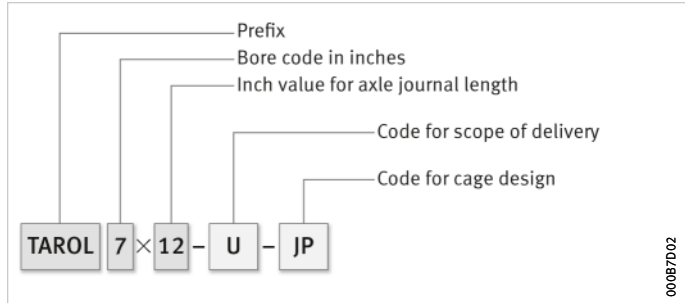 Prefix
Bore code in inches
Inch value for axle journal length
Code for scope of delivery
Code for cage design
TAROL 7 × 12 – U – JP
000B7D02